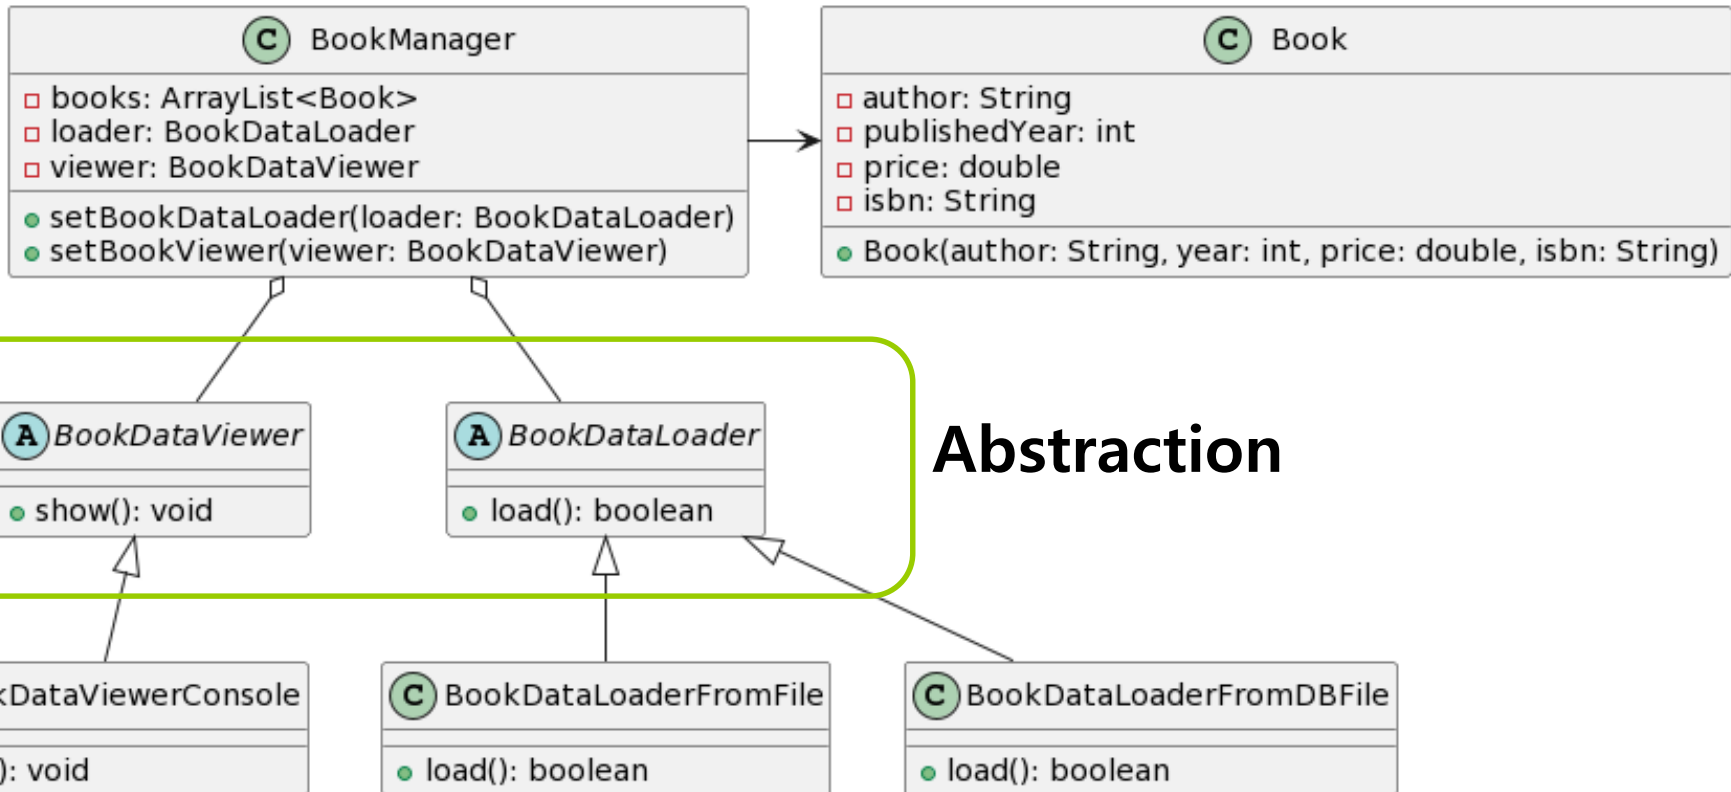 C BookManager
books: ArrayList<Book>
loader: BookDataLoader
viewer: BookDataViewer
setBookDataLoader(loader: BookDataLoader)
setBookViewer(viewer: BookDataViewer)
C Book
author: String
publishedYear: int
price: double
isbn: String
Book(author: String, year: int, price: double, isbn: String)
A BookDataViewer
show(): void
A BookDataLoader
load(): boolean
Abstraction
kDataViewerConsole
): void
C BookDataLoaderFromFile
load(): boolean
C BookDataLoaderFromDBFile
load(): boolean